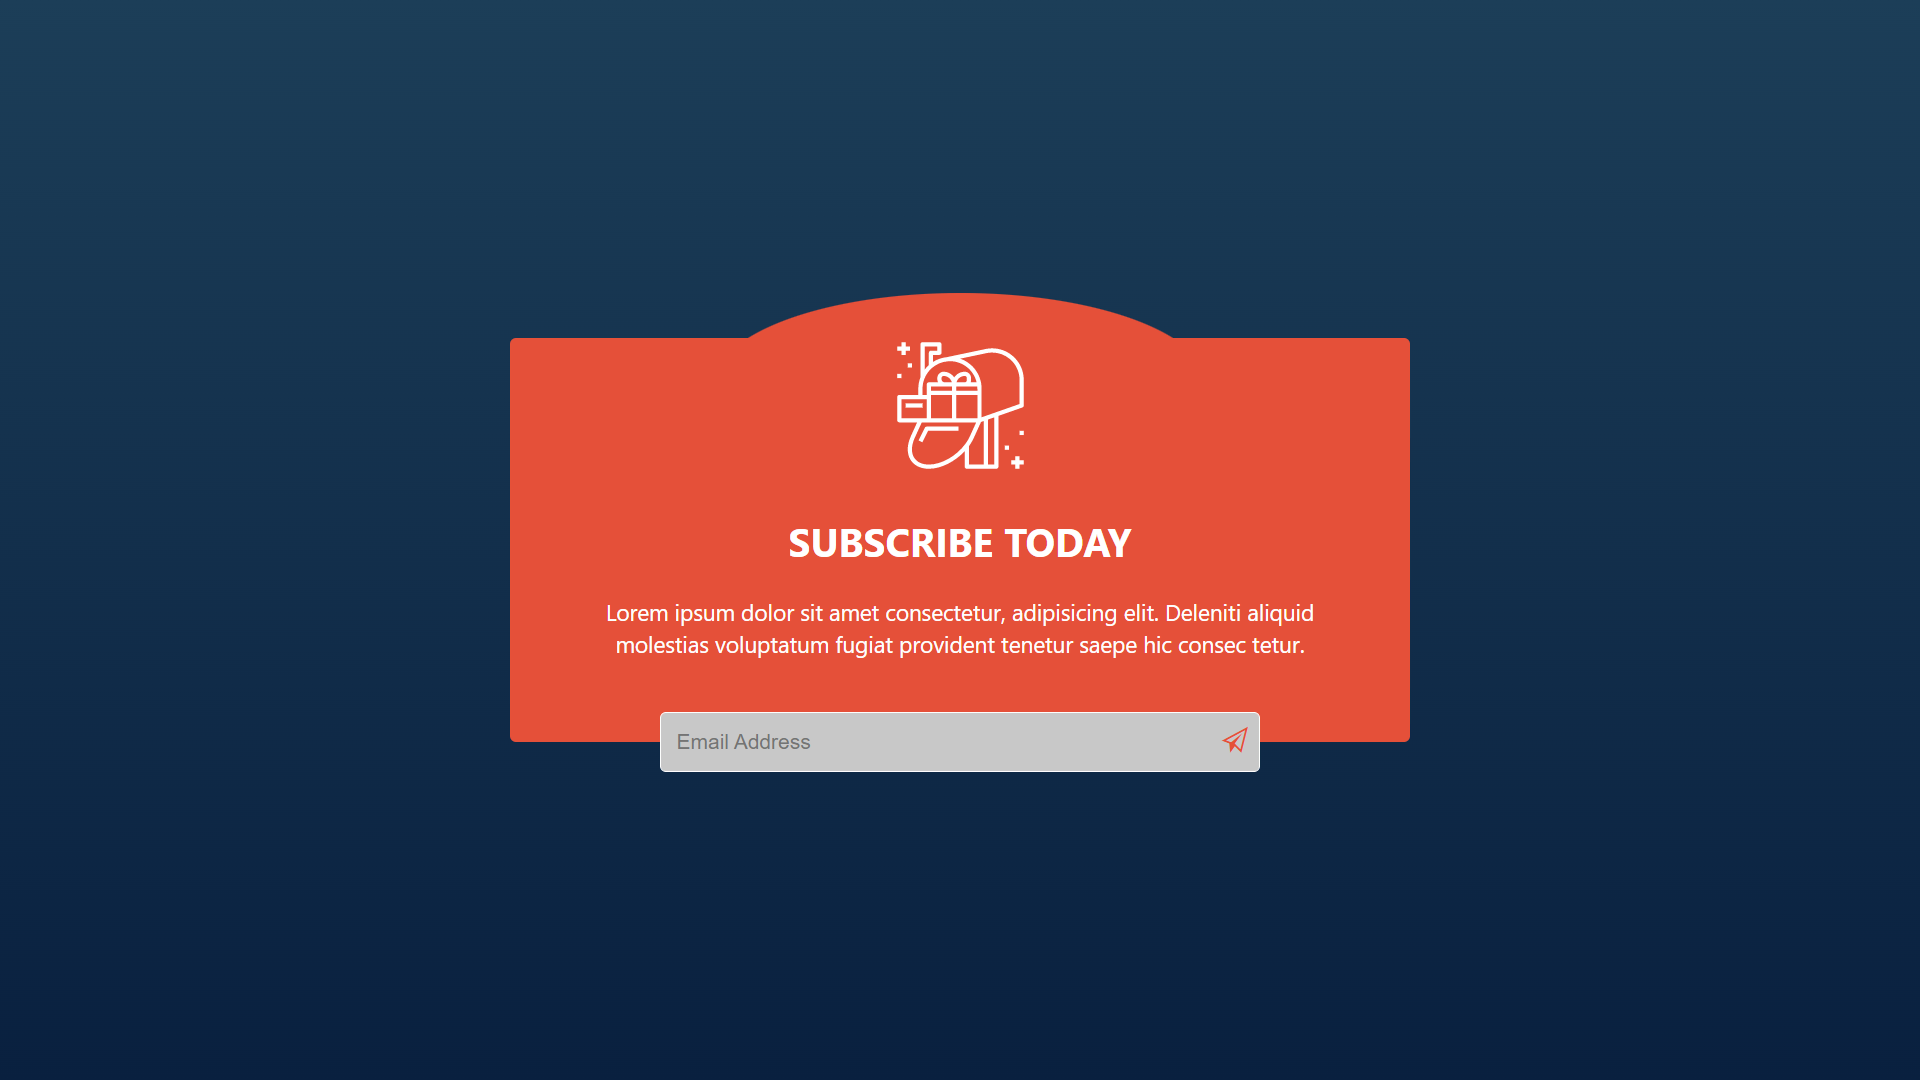 SUBSCRIBE TODAY
Lorem ipsum dolor sit amet consectetur, adipisicing elit. Deleniti aliquid
molestias voluptatum fugiat provident tenetur saepe hic consec tetur.
Email Address